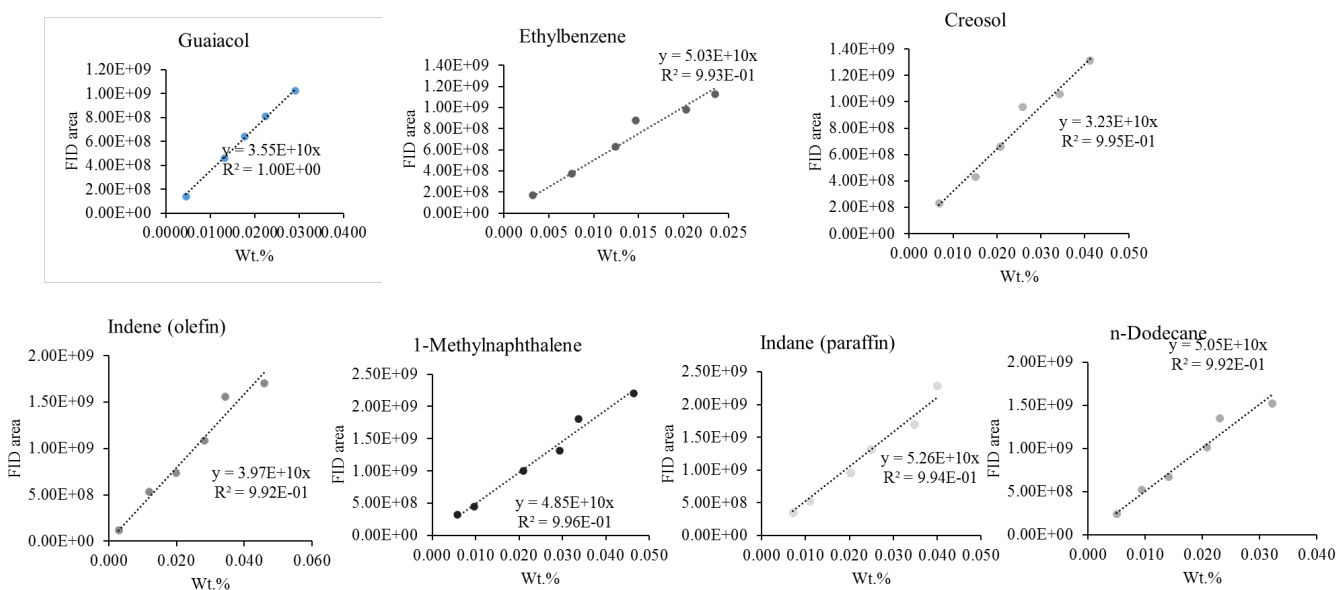 Guaiacol
1.20E+09
1.00E+09
8.00E+08
6.00E+08
4.00E+08
2.00E+08
0.00E+00
FID area
y = 3.55E+10x
R² = 1.00E+00
0.0000 0.0100 0.0200 0.0300 0.0400
Wt.%
Ethylbenzene
1.40E+09
1.20E+09
1.00E+09
8.00E+08
6.00E+08
4.00E+08
2.00E+08
0.00E+00
FID area
y = 5.03E+10x
R² = 9.93E-01
0.000 0.005 0.010 0.015 0.020 0.025
Wt.%
Creosol
1.40E+09
1.20E+09
1.00E+09
8.00E+08
6.00E+08
4.00E+08
2.00E+08
0.00E+00
FID area
y = 3.23E+10x
R² = 9.95E-01
0.000 0.010 0.020 0.030 0.040 0.050
Wt.%
Indene (olefin)
2.00E+09
1.50E+09
1.00E+09
5.00E+08
0.00E+00
FID area
y = 3.97E+10x
R² = 9.92E-01
0.000 0.020 0.040 0.060
Wt.%
1-Methylnaphthalene
2.50E+09
2.00E+09
1.50E+09
1.00E+09
5.00E+08
0.00E+00
FID area
y = 4.85E+10x
R² = 9.96E-01
0.000 0.010 0.020 0.030 0.040 0.050
Wt.%
Indane (paraffin)
2.50E+09
2.00E+09
1.50E+09
1.00E+09
5.00E+08
0.00E+00
FID area
y = 5.26E+10x
R² = 9.94E-01
0.000 0.010 0.020 0.030 0.040 0.050
Wt.%
n-Dodecane
y = 5.05E+10x
R² = 9.92E-01
2.00E+09
1.50E+09
1.00E+09
5.00E+08
0.00E+00
FID area
0.000 0.010 0.020 0.030 0.040
Wt.%